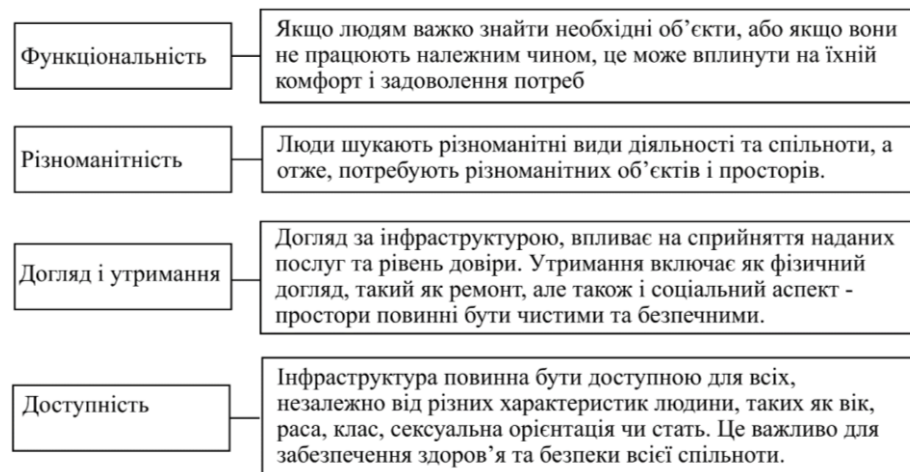 Функціональність
Якщо людям важко знайти необхідні об’єкти, або якщо вони
не працюють належним чином, це може вплинути на їхній
комфорт і задоволення потреб
Різноманітність
Люди шукають різноманітні види діяльності та спільноти, а
отже, потребують різноманітних об’єктів і просторів.
Догляд і утримання
Догляд за інфраструктурою, впливає на сприйняття наданих
послуг та рівень довіри. Утримання включає як фізичний
догляд, такий як ремонт, але також і соціальний аспект -
простори повинні бути чистими та безпечними.
Доступність
Інфраструктура повинна бути доступною для всіх,
незалежно від різних характеристик людини, таких як вік,
раса, клас, сексуальна орієнтація чи стать. Це важливо для
забезпечення здоров’я та безпеки всієї спільноти.